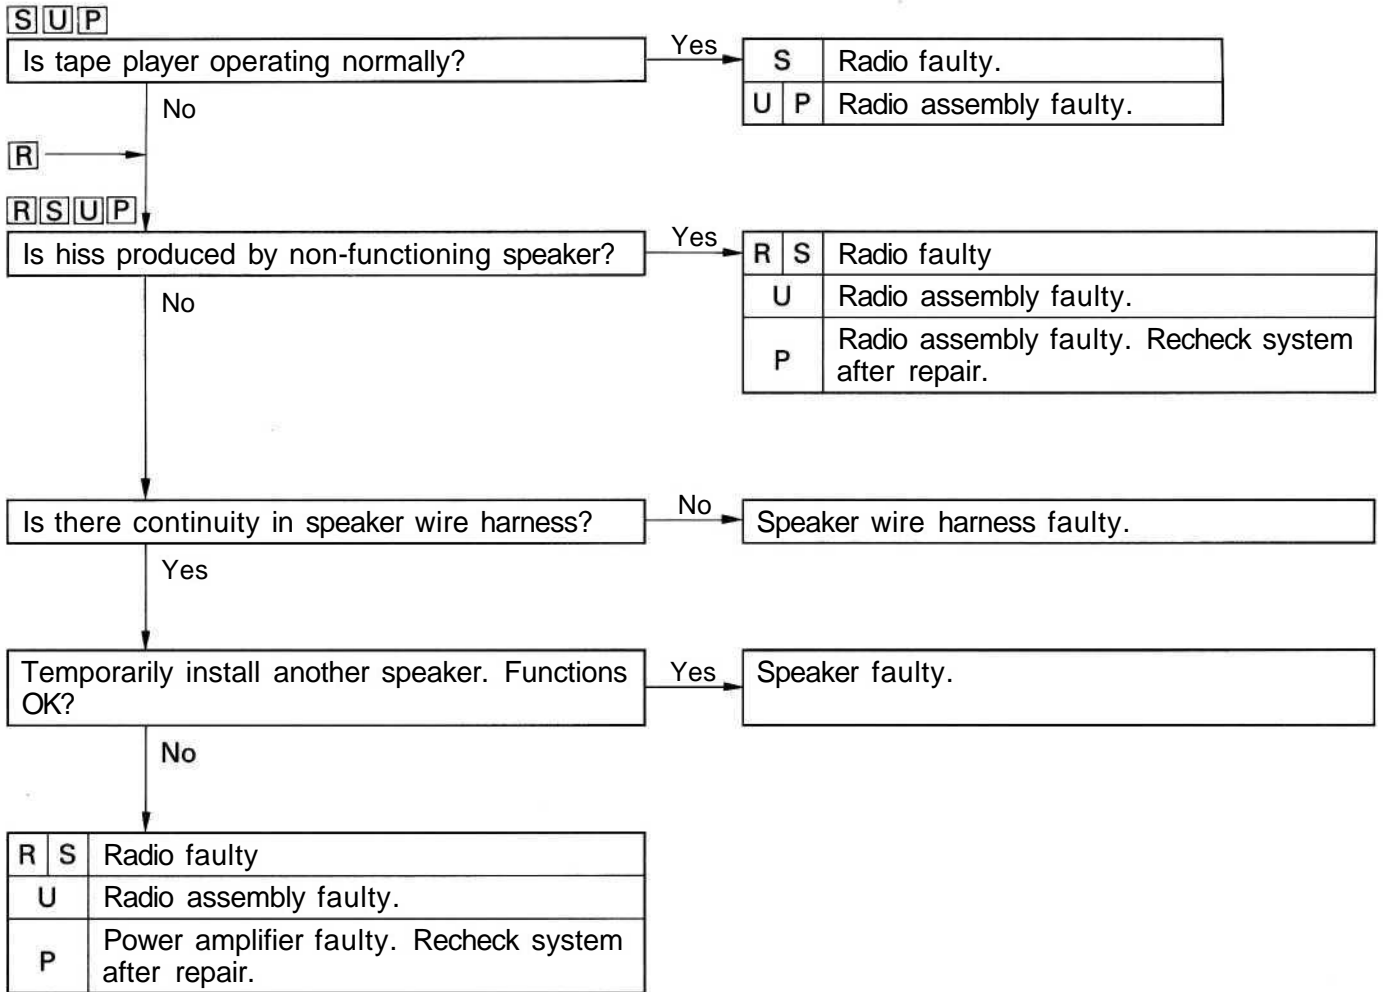 S U P
Is tape player operating normally?
Yes
S Radio faulty.
U P Radio assembly faulty.
No
R
R S U P
Is hiss produced by non-functioning speaker?
Yes
R S Radio faulty
U Radio assembly faulty.
P Radio assembly faulty. Recheck system
after repair.
No
Is there continuity in speaker wire harness?
No
Speaker wire harness faulty.
Yes
Temporarily install another speaker. Functions
OK?
Yes
Speaker faulty.
No
R S Radio faulty
U Radio assembly faulty.
P Power amplifier faulty. Recheck system
after repair.